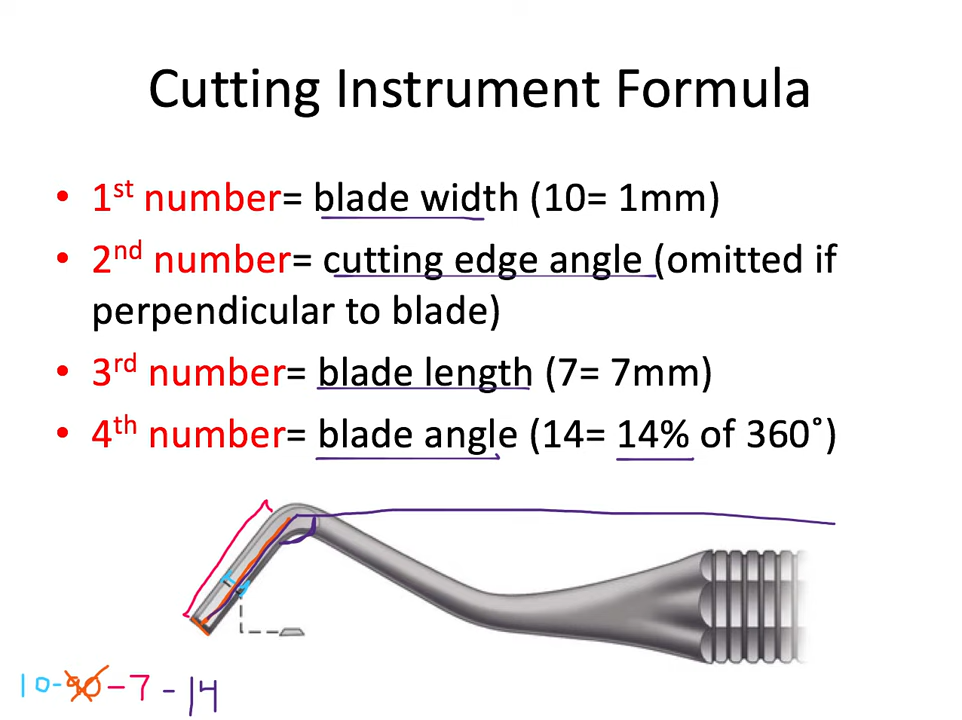 Cutting Instrument Formula
• 1st number= blade width (10= 1mm)
• 2nd number= cutting edge angle (omitted if
perpendicular to blade)
• 3rd number= blade length (7= 7mm)
• 4th number= blade angle (14= 14% of 360˚)
10-90-7-14